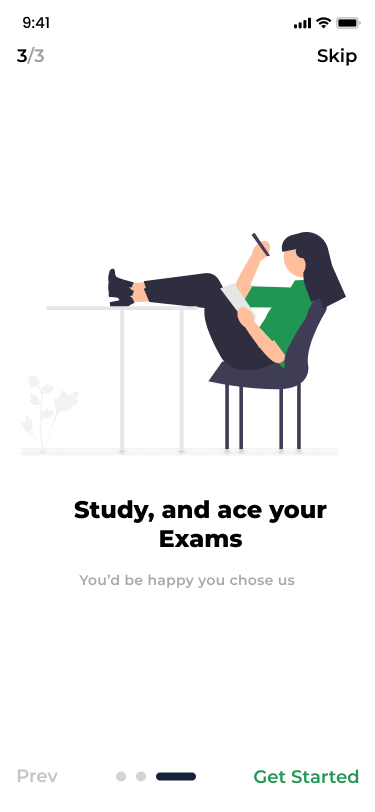 9:41
3/3
Skip
Study, and ace your
Exams
You'd be happy you chose us
Prev
Get Started